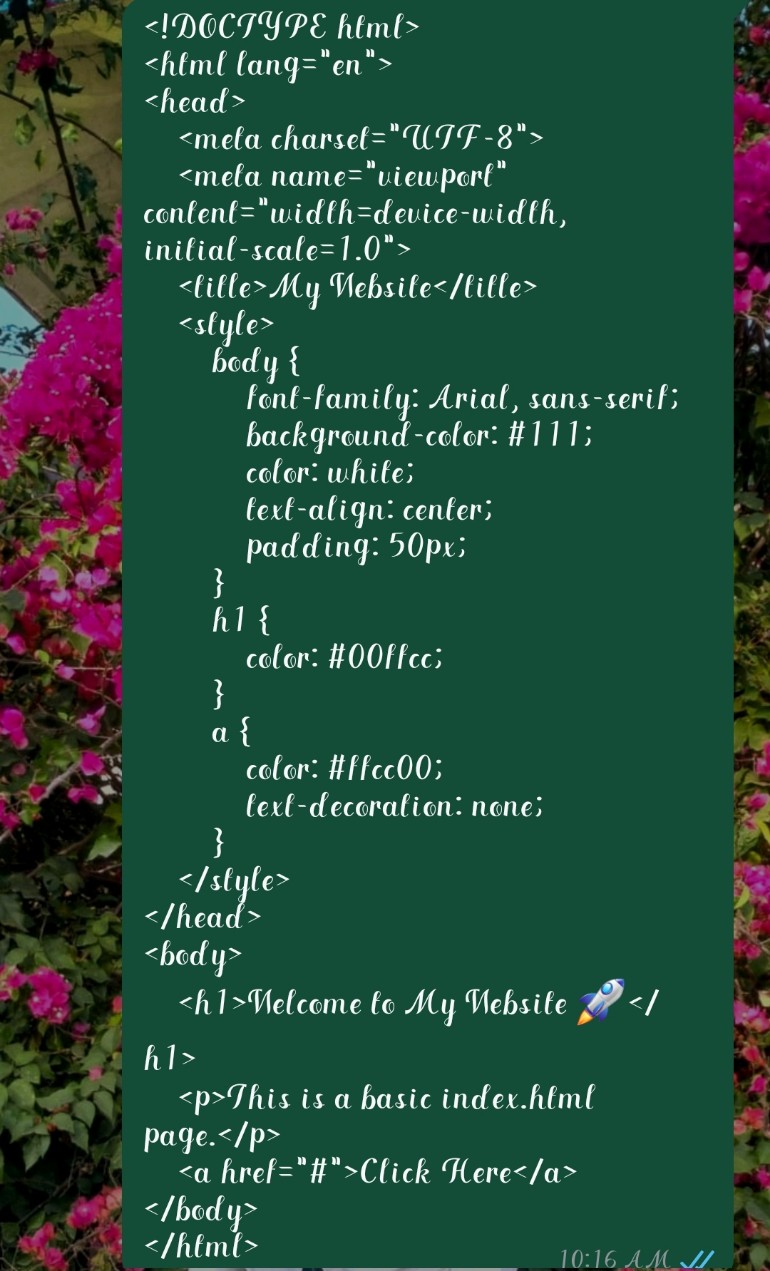 <!DOCTYPE html>
<html lang="en">
<head>
    <meta charset="UTF-8">
    <meta name="viewport"
content="width=device-width,
initial-scale=1.0">
    <title>My Website</title>
    <style>
        body {
            font-family: Arial, sans-serif;
            background-color: #111;
            color: white;
            text-align: center;
            padding: 50px;
        }
        h1 {
            color: #00ffcc;
        }
        a {
            color: #ffcc00;
            text-decoration: none;
        }
    </style>
</head>
<body>
    <h1>Welcome to My Website 🚀</
h1>
    <p>This is a basic index.html
page.</p>
    <a href="#">Click Here</a>
</body>
</html>
10:16 AM